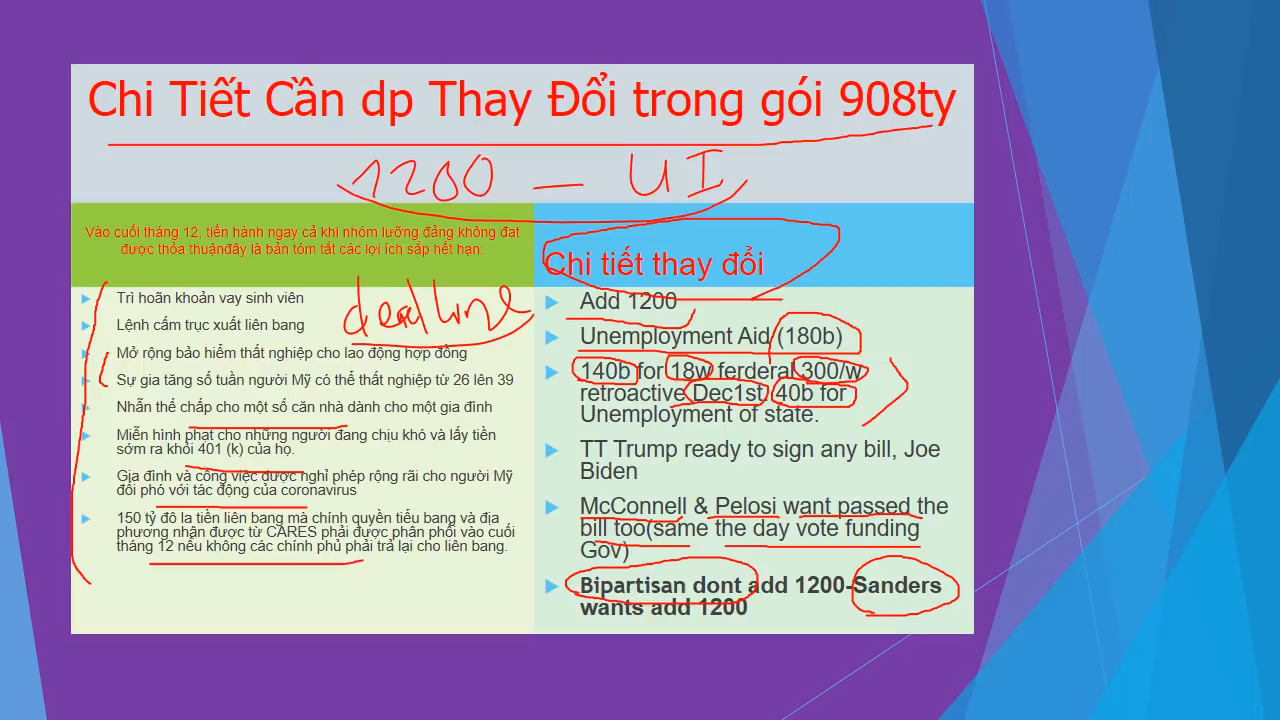 Chi Tiết Cần dp Thay Đổi trong gói 908ty
1200 - UI
Vào cuối tháng 12, tiến hành ngay cả khi nhóm lưỡng đảng không đạt
được thỏa thuậnđây là bản tóm tắt các lợi ích sắp hết hạn:
Trì hoãn khoản vay sinh viên
Lệnh cấm trục xuất liên bang
Mở rộng bảo hiểm thất nghiệp cho lao động hợp đồng
Sự gia tăng số tuần người Mỹ có thể thất nghiệp từ 26 lên 39
Nhẫn thế chấp cho một số căn nhà dành cho một gia đình
Miễn hình phạt cho những người đang chịu khó và lấy tiền
sớm ra khỏi 401 (k) của họ.
Gia đình và công việc được nghỉ phép rộng rãi cho người Mỹ
đối phó với tác động của coronavirus
150 tỷ đô la tiền liên bang mà chính quyền tiểu bang và địa
phương nhận được từ CARES phải được phân phối vào cuối
tháng 12 nếu không các chính phủ phải trả lại cho liên bang.
deadline
Chi tiết thay đổi
Add 1200
Unemployment Aid (180b)
140b for 18w ferderal 300/w
retroactive Dec1st, 40b for
Unemployment of state.
TT Trump ready to sign any bill, Joe
Biden
McConnell & Pelosi want passed the
bill too(same the day vote funding
Gov)
Bipartisan dont add 1200-Sanders
wants add 1200